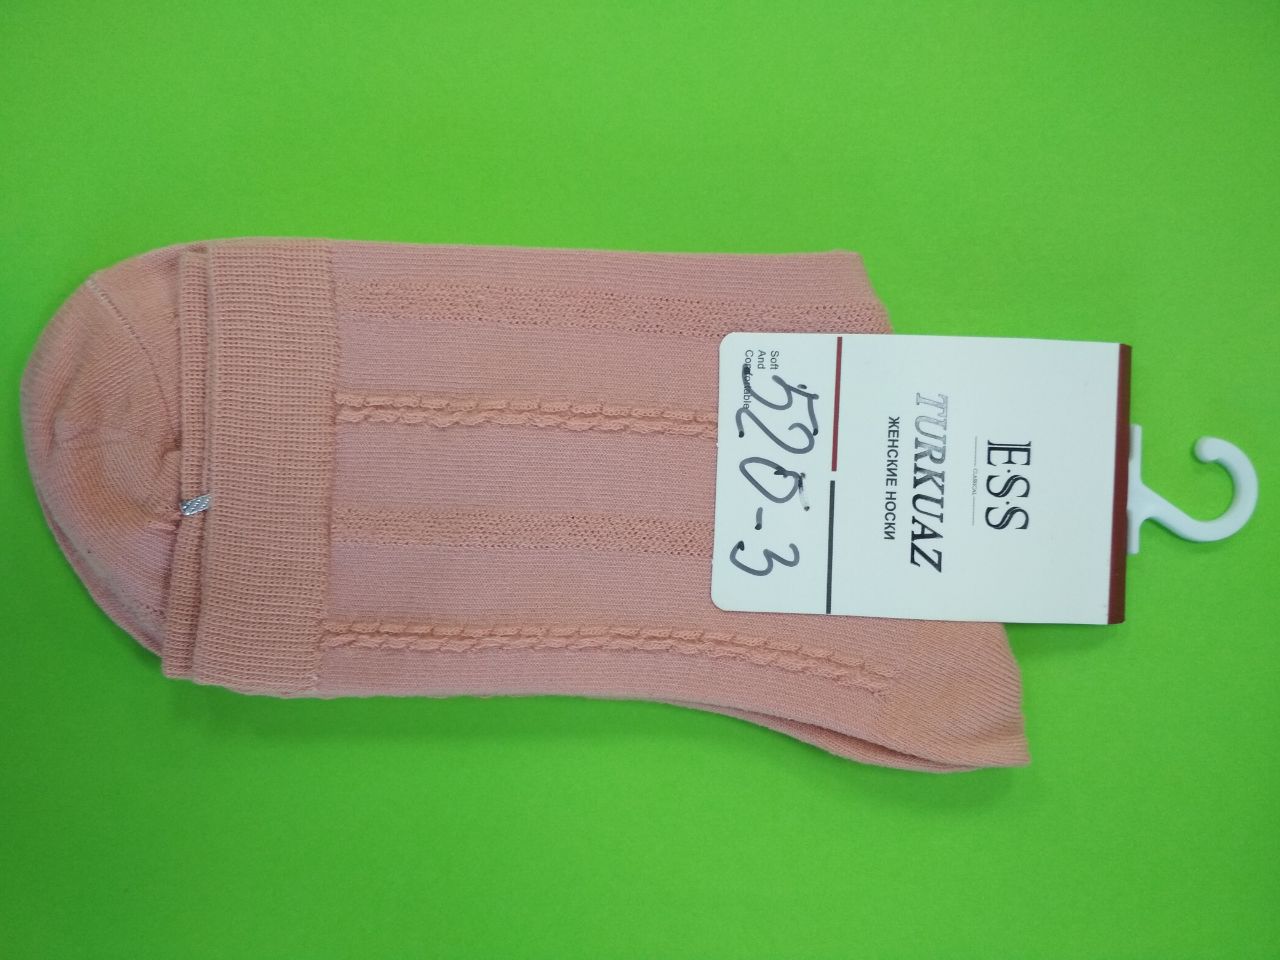 E·S·S
CLASSICAL
TURKUAZ
ЖЕНСКИЕ НОСКИ
Soft
And
Comfortable
520-3